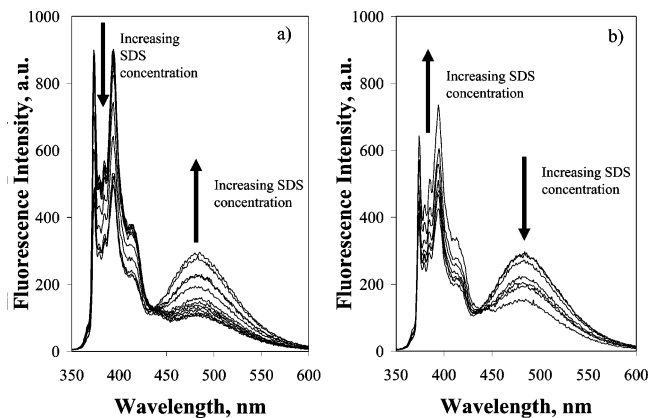 a)
Increasing
SDS
concentration
Increasing SDS
concentration
Fluorescence Intensity, a.u.
1000
800
600
400
200
0
350 400 450 500 550 600
Wavelength, nm
b)
Increasing SDS
concentration
Increasing SDS
concentration
Fluorescence Intensity, a.u.
1000
800
600
400
200
0
350 400 450 500 550 600
Wavelength, nm